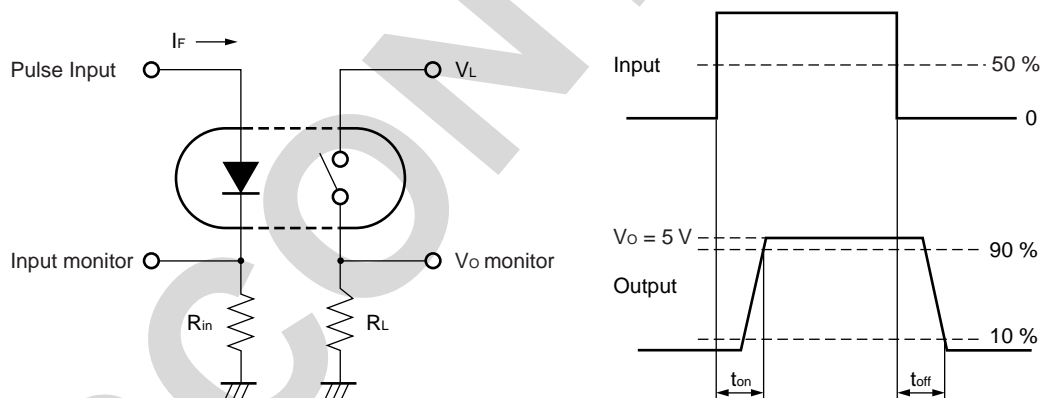 IF
Pulse Input
VL
Input monitor
VO monitor
Rin
RL
Input
50 %
0
VO = 5 V
90 %
Output
10 %
ton
toff